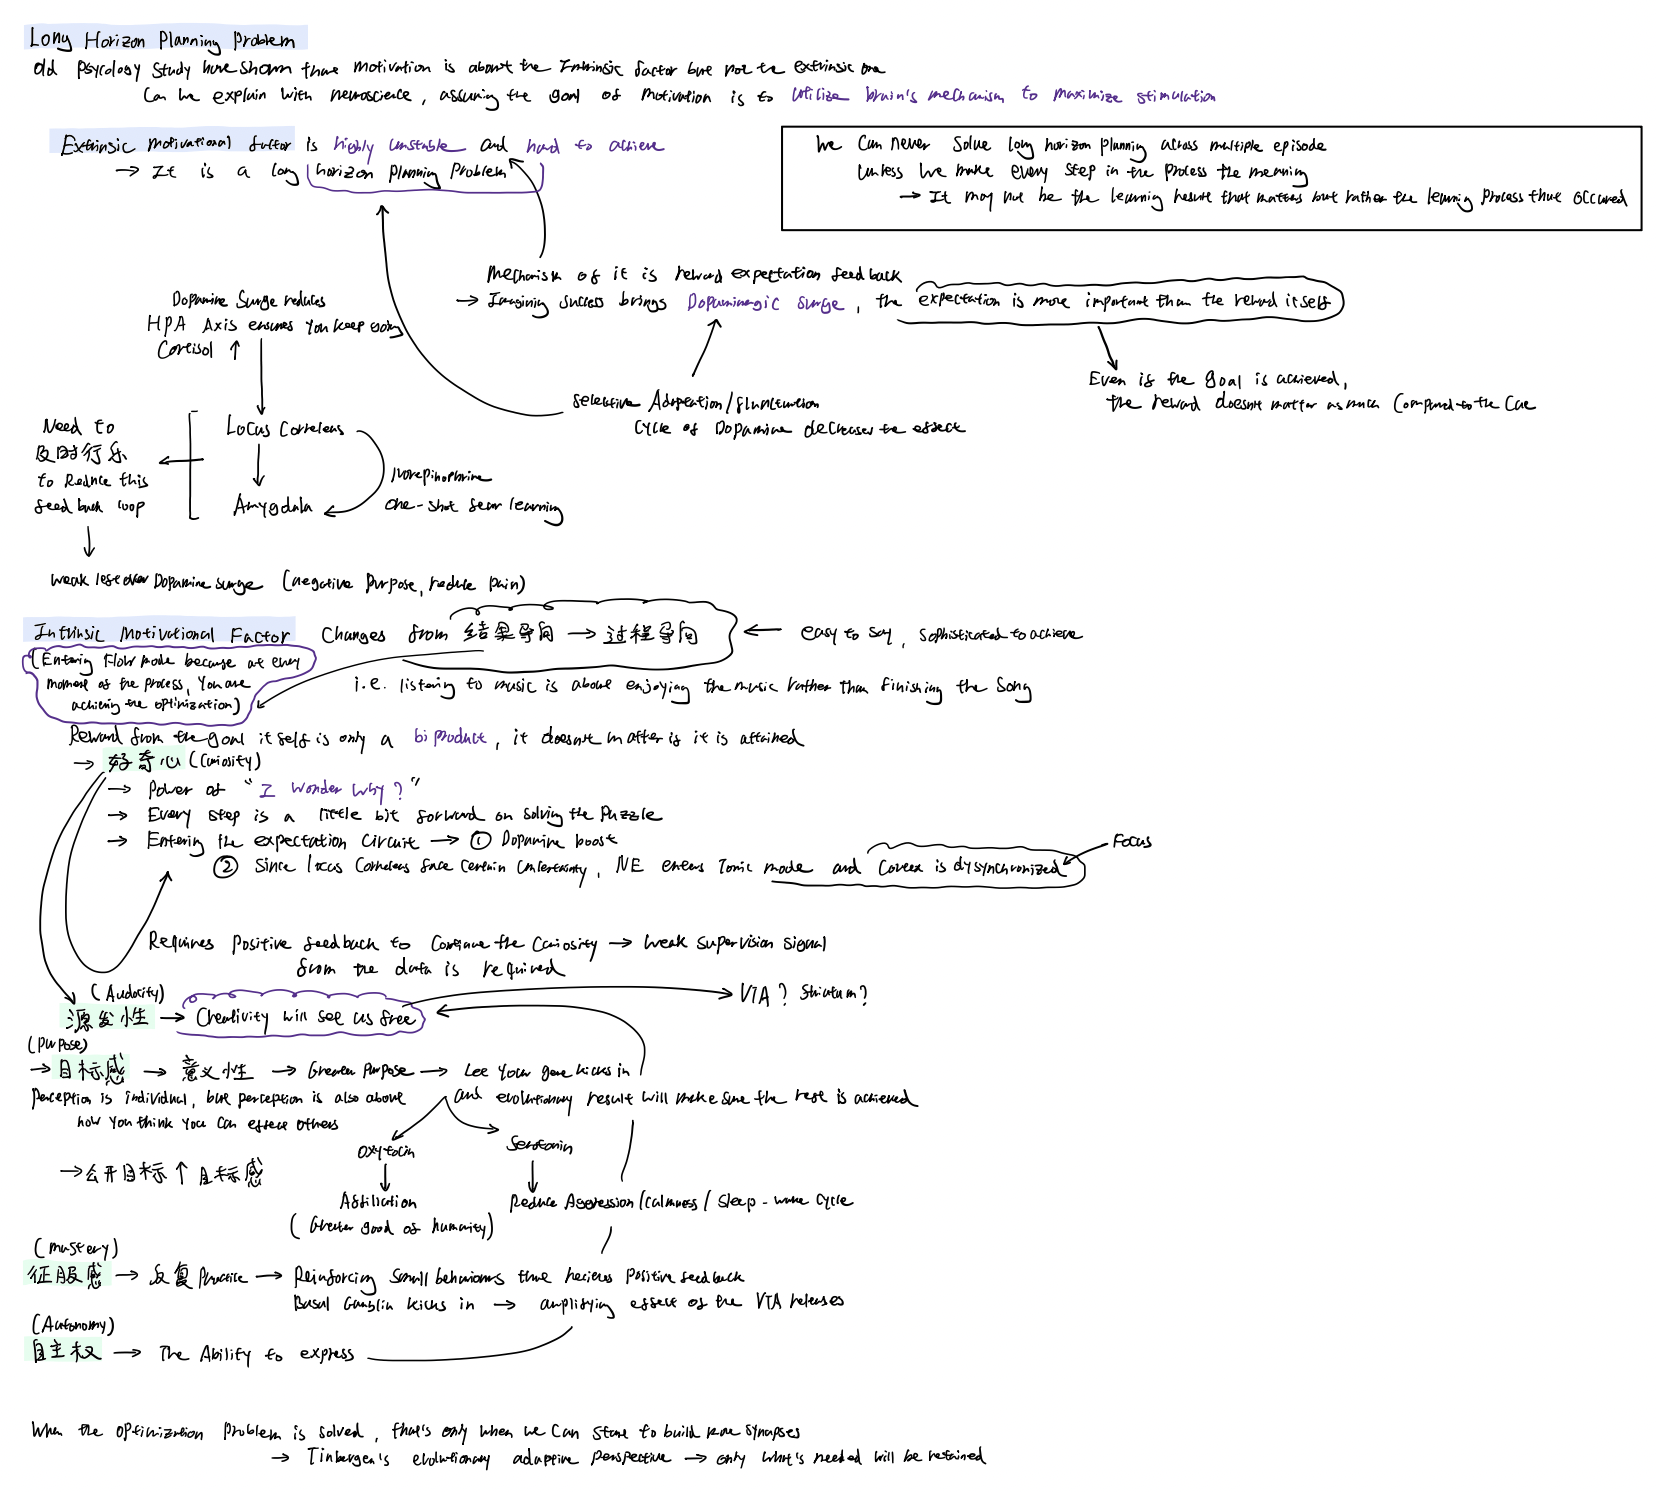 Long Horizon Planning Problem
Old Psycology Study have shown that Motivation is about the Intrinsic factor but not the extrinsic one
Can we explain with neuroscience, assuming the goal of motivation is to utilize brain's mechanism to maximize stimulation
Extrinsic motivational factor is highly unstable and hard to achieve
→ It is a long horizon planning problem
We can never solve long horizon planning across multiple episode
unless we make every step in the process the meaning
→ It may not be the learning result that matters but rather the learning process that occured
Mechanism of it is reward expectation feedback
→ Imagining success brings Dopaminergic surge, the expectation is more important than the reward itself
Even if the goal is achieved,
the reward doesn't matter as much compared to the cue
Selective Adaptation/fluctuation
Cycle of Dopamine decreases the effect
Dopamine Surge reduces
HPA Axis ensures you keep going
Cortisol ↑
Locus Coreleus
Amygdala
Norepinephrine
one-shot fear learning
Need to
及时行乐
to Reduce this
feedback loop
weak leftover Dopamine surge (negative purpose, reduce pain)
Intrinsic Motivational Factor Changes from 结果导向 → 过程导向 ← easy to say, sophisticated to achieve
(Entering Flow mode because at every
moment of the process, you are
achieving the optimization)
i.e. listening to music is about enjoying the music rather than finishing the song
Reward from the goal itself is only a biproduct, it doesn't matter if it is attained
→ 好奇心 (Curiosity)
→ Power of "I wonder why?"
→ Every step is a little bit forward on solving the puzzle
→ Entering the expectation circuit → ① Dopamine boost
② Since locus Coreleus face certain uncertainty, NE enters Tonic mode and Cortex is dysynchronized
Focus
Requires positive feedback to continue the curiosity → weak supervision signal
from the data is required
(Audacity)
源发性 → Creativity will set us free
VTA? Striatum?
(Purpose)
→ 目标感 → 意义性 → Greater Purpose → Let your gene kicks in
and evolutionary result will make sure the rest is achieved
Perception is individual, but perception is also about
how you think you can effect others
→ 公开目标 ↑ 目标感
Oxytocin
Affiliation
(Greater good of humanity)
Serotonin
Reduce Aggression/Calmness/Sleep-wake cycle
(mastery)
征服感 → 反复 Practice → Reinforcing small behaviors that recieves positive feedback
Basal Ganglia kicks in → amplifying effect of the VTA releases
(Autonomy)
自主权 → The Ability to express
When the optimization problem is solved, that's only when we can start to build more synapses
→ Tinbergen's evolutionary adaptive perspective → only what's needed will be retained